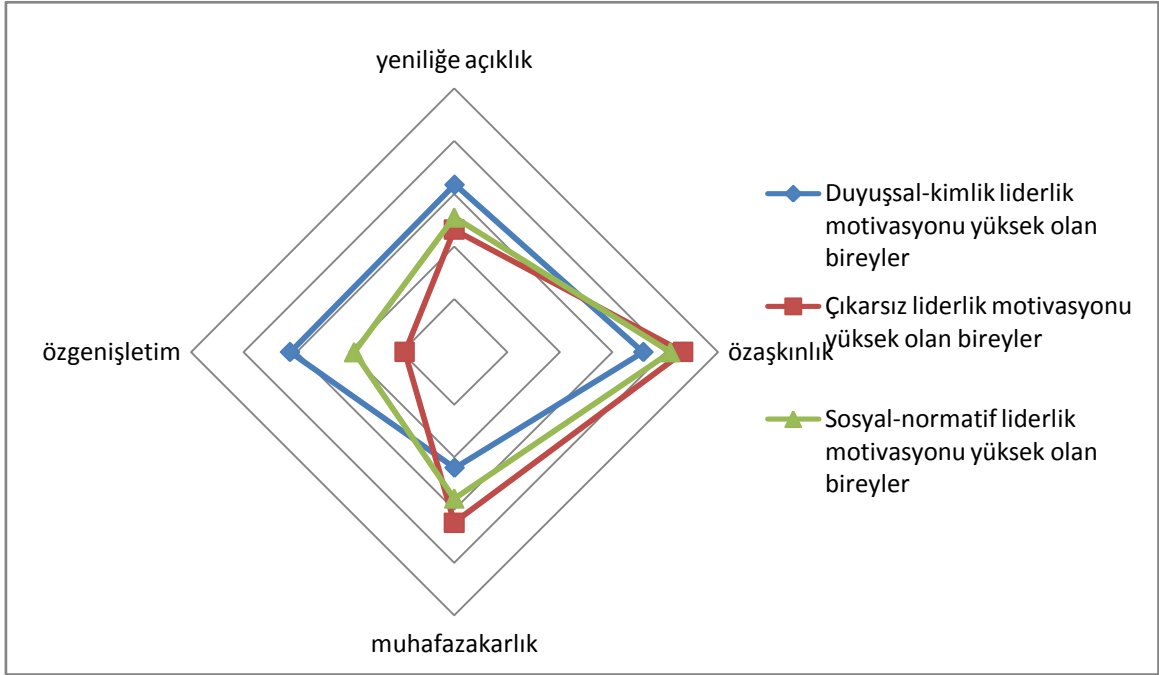 yeniliğe açıklık
özaşkınlık
muhafazakarlık
özgenişletim
Duyuşsal-kimlik liderlik
motivasyonu yüksek olan
bireyler
Çıkarsız liderlik motivasyonu
yüksek olan bireyler
Sosyal-normatif liderlik
motivasyonu yüksek olan
bireyler